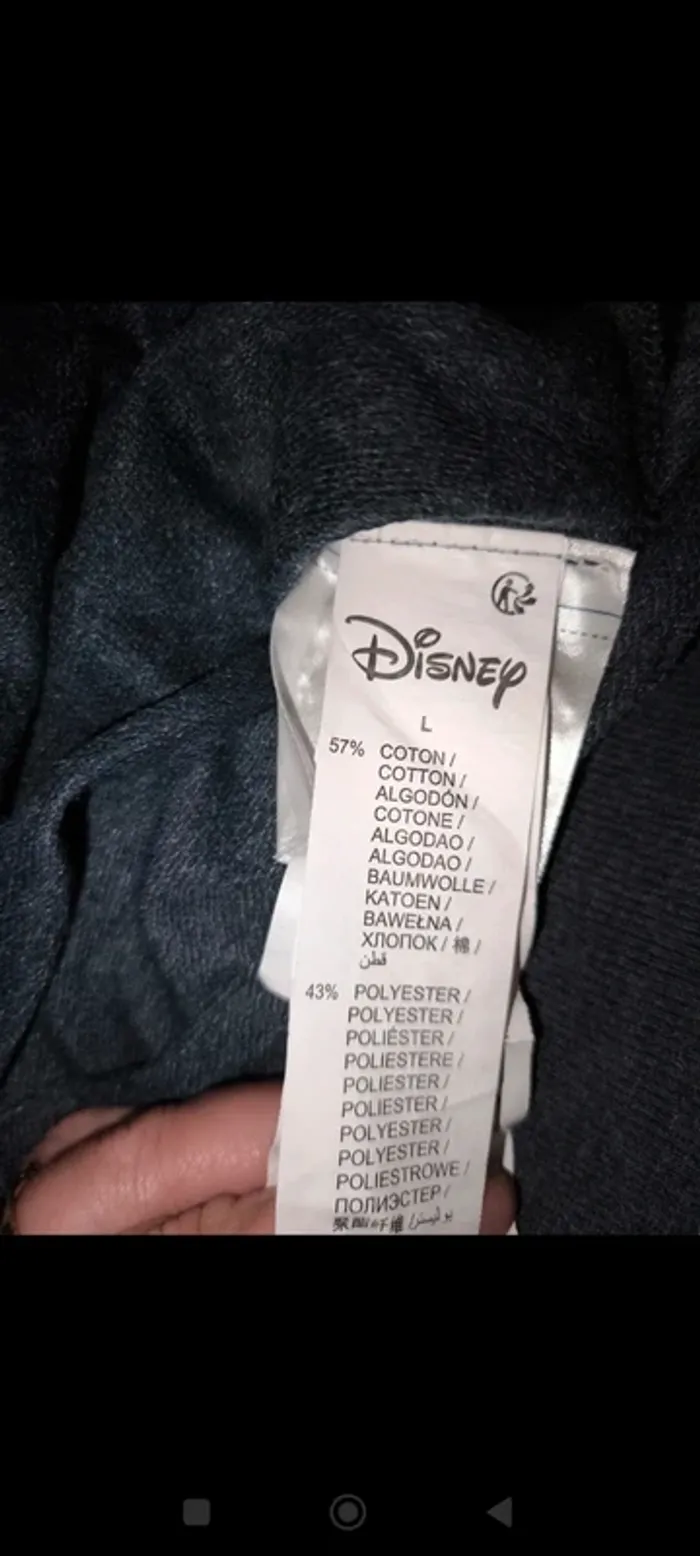 Disney
L
57% COTON /
COTTON /
ALGODÓN /
COTONE /
ALGODAO /
ALGODAO /
BAUMWOLLE /
KATOEN /
BAWEŁNA /
ХЛОПОК / 棉 /
قطن
43% POLYESTER /
POLYESTER /
POLIÉSTER /
POLIESTERE /
POLIESTER /
POLIESTER /
POLYESTER /
POLYESTER /
POLIESTROWE /
ПОЛИЭСТЕР /
聚酯纤维 / بوليستر